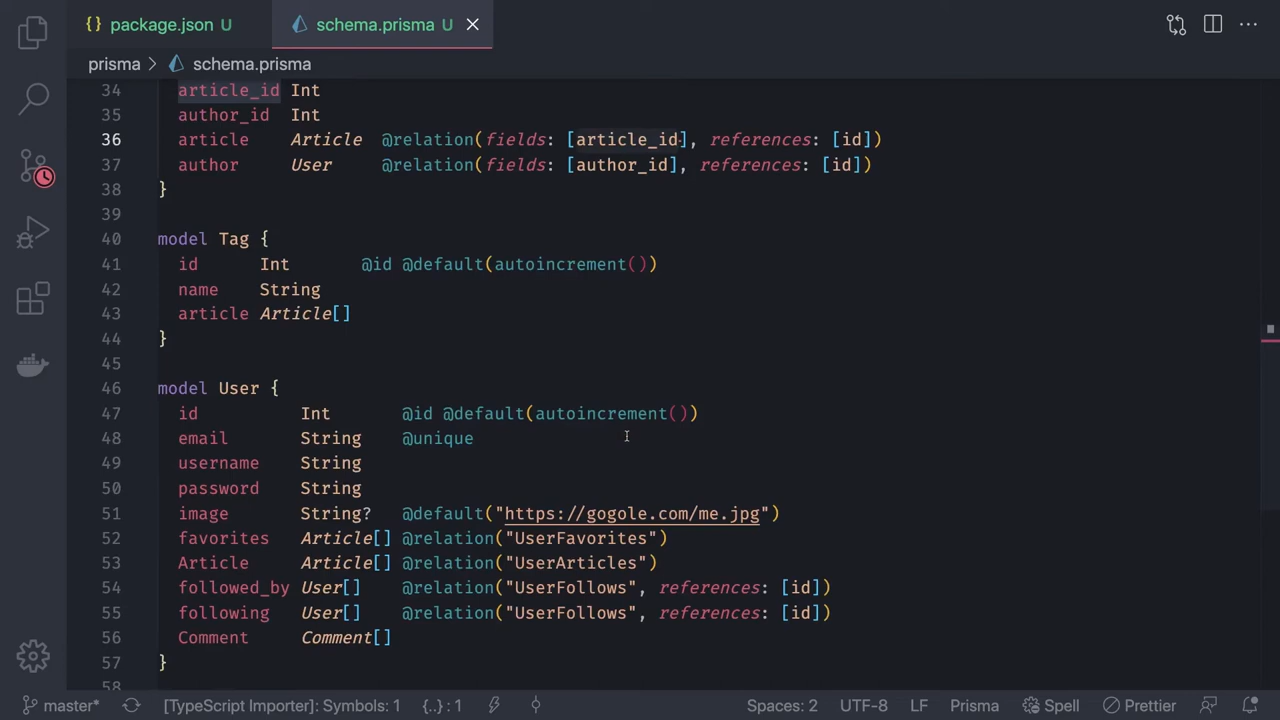 {} package.json U
schema.prisma U
prisma > schema.prisma
34 article_id Int
35 author_id Int
36 article Article @relation(fields: [article_id], references: [id])
37 author User @relation(fields: [author_id], references: [id])
38 }
39
40 model Tag {
41 id Int @id @default(autoincrement())
42 name String
43 article Article[]
44 }
45
46 model User {
47 id Int @id @default(autoincrement())
48 email String @unique
49 username String
50 password String
51 image String? @default("https://gogole.com/me.jpg")
52 favorites Article[] @relation("UserFavorites")
53 Article Article[] @relation("UserArticles")
54 followed_by User[] @relation("UserFollows", references: [id])
55 following User[] @relation("UserFollows", references: [id])
56 Comment Comment[]
57 }
58
master* [TypeScript Importer]: Symbols: 1 {..} : 1 Spaces: 2 UTF-8 LF Prisma Spell Prettier